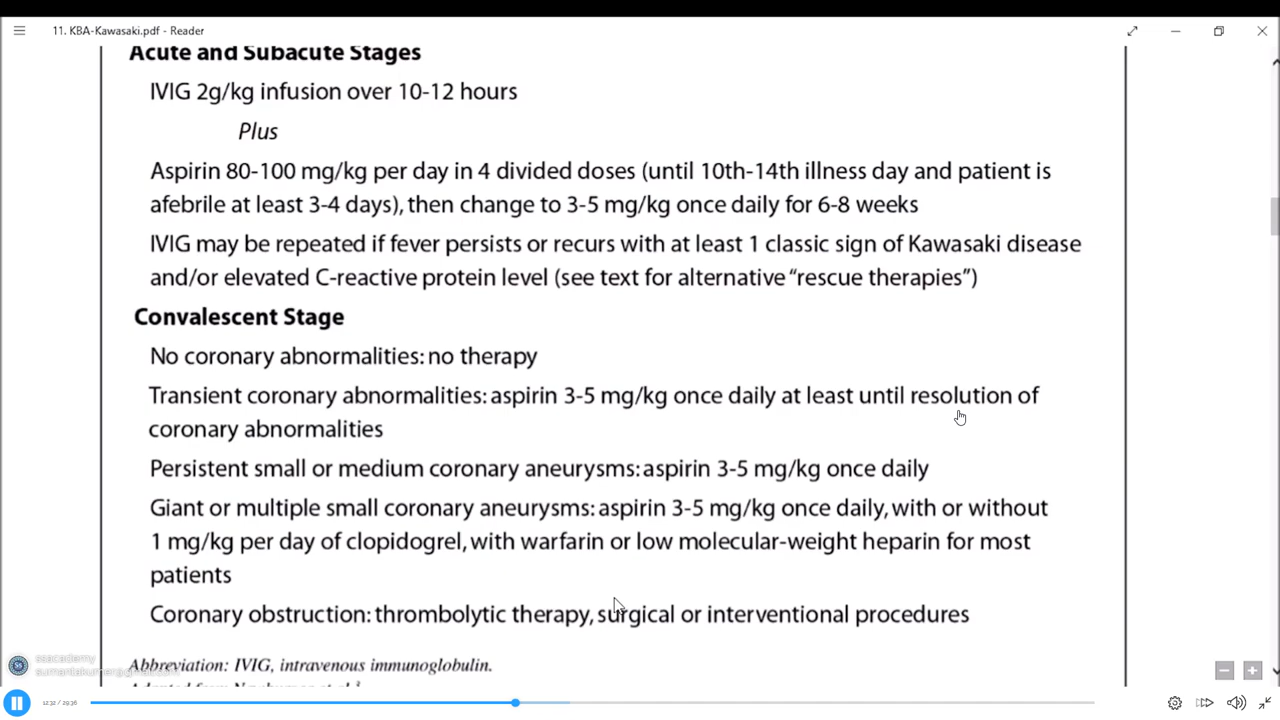 11. KBA-Kawasaki.pdf - Reader
Acute and Subacute Stages
IVIG 2g/kg infusion over 10-12 hours
Plus
Aspirin 80-100 mg/kg per day in 4 divided doses (until 10th-14th illness day and patient is
afebrile at least 3-4 days), then change to 3-5 mg/kg once daily for 6-8 weeks
IVIG may be repeated if fever persists or recurs with at least 1 classic sign of Kawasaki disease
and/or elevated C-reactive protein level (see text for alternative “rescue therapies”)
Convalescent Stage
No coronary abnormalities: no therapy
Transient coronary abnormalities: aspirin 3-5 mg/kg once daily at least until resolution of
coronary abnormalities
Persistent small or medium coronary aneurysms: aspirin 3-5 mg/kg once daily
Giant or multiple small coronary aneurysms: aspirin 3-5 mg/kg once daily, with or without
1 mg/kg per day of clopidogrel, with warfarin or low molecular-weight heparin for most
patients
Coronary obstruction: thrombolytic therapy, surgical or interventional procedures
Abbreviation: IVIG, intravenous immunoglobulin.
ssacademy
12:32 / 29:36